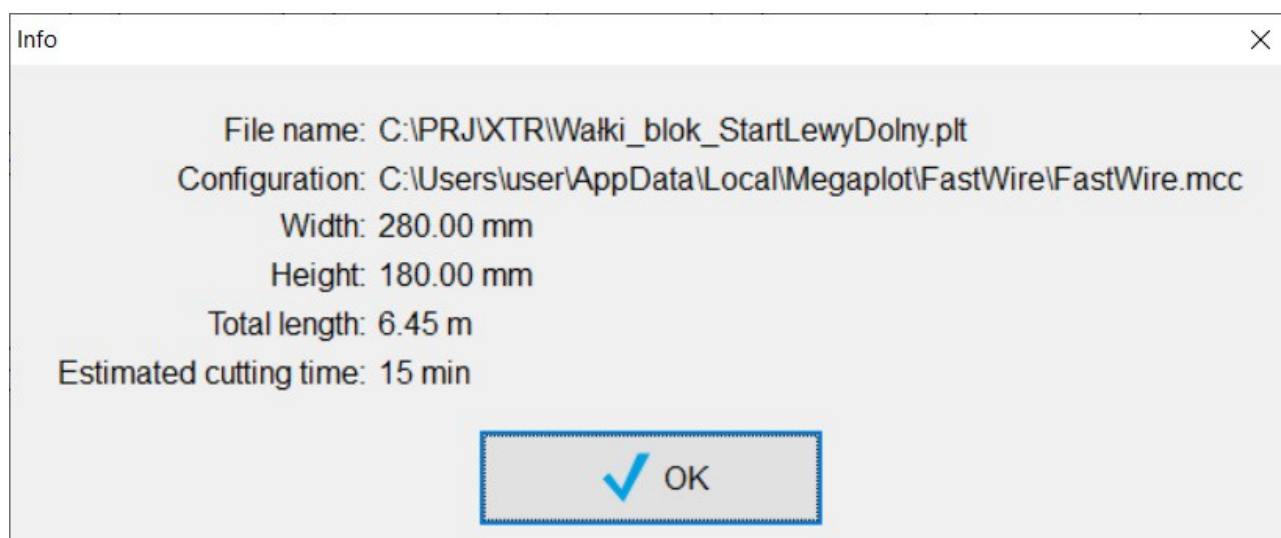 Info
File name: C:\PRJ\XTR\Wałki_blok_StartLewyDolny.plt
Configuration: C:\Users\user\AppData\Local\Megaplot\FastWire\FastWire.mcc
Width: 280.00 mm
Height: 180.00 mm
Total length: 6.45 m
Estimated cutting time: 15 min
OK